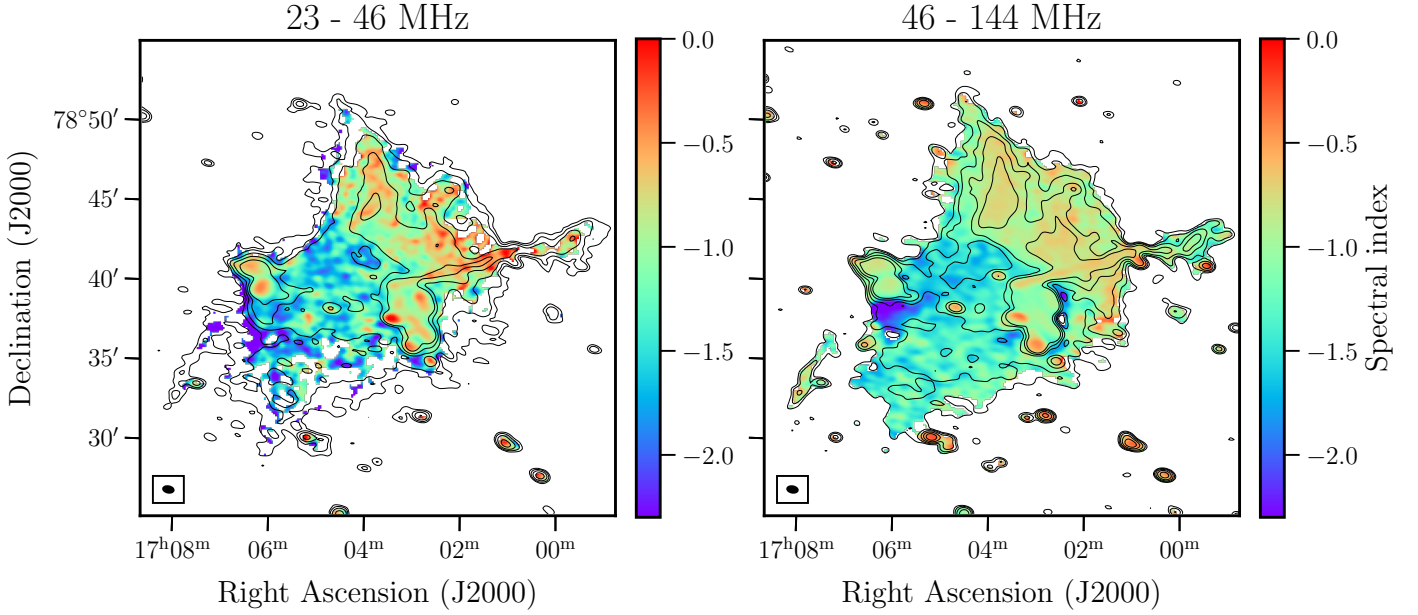 23 - 46 MHz
46 - 144 MHz
Declination (J2000)
78°50′
45′
40′
35′
30′
17ʰ08ᵐ
06ᵐ
04ᵐ
02ᵐ
00ᵐ
Right Ascension (J2000)
0.0
−0.5
−1.0
−1.5
−2.0
17ʰ08ᵐ
06ᵐ
04ᵐ
02ᵐ
00ᵐ
Right Ascension (J2000)
0.0
−0.5
−1.0
−1.5
−2.0
Spectral index